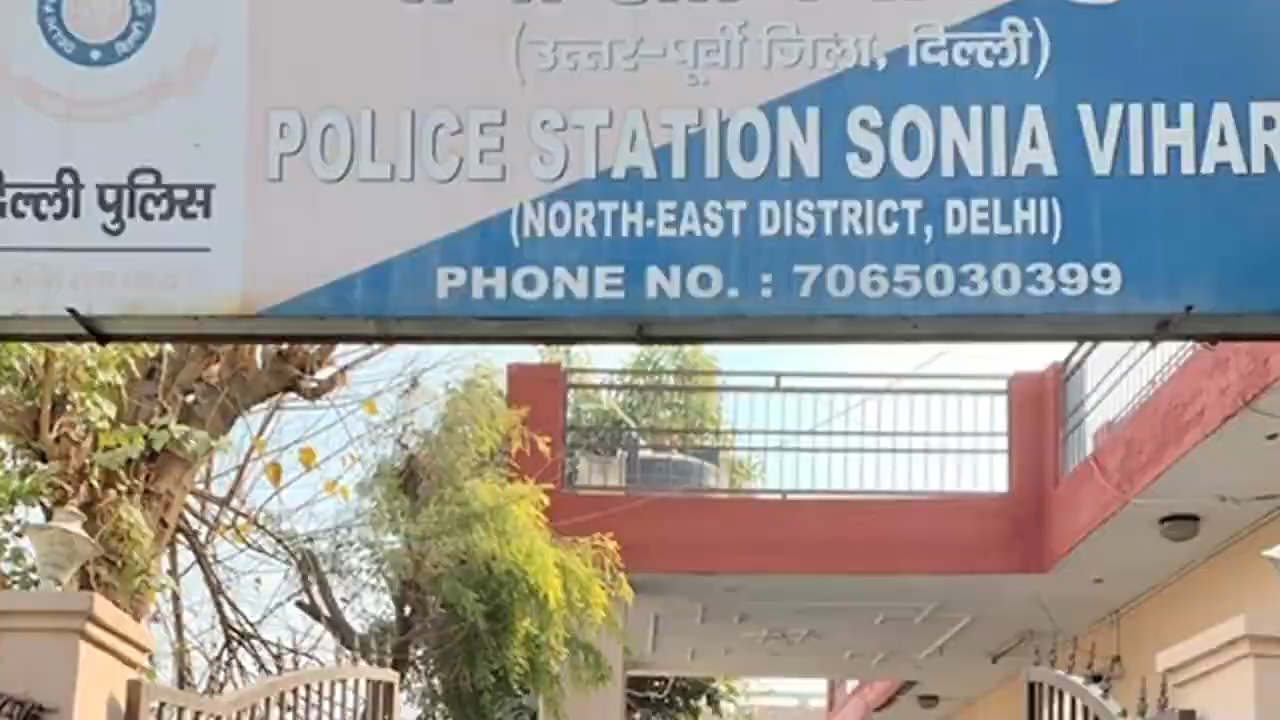 (उत्तर-पूर्वी जिला, दिल्ली)
POLICE STATION SONIA VIHAR
(NORTH-EAST DISTRICT, DELHI)
PHONE NO. : 7065030399
दिल्ली पुलिस